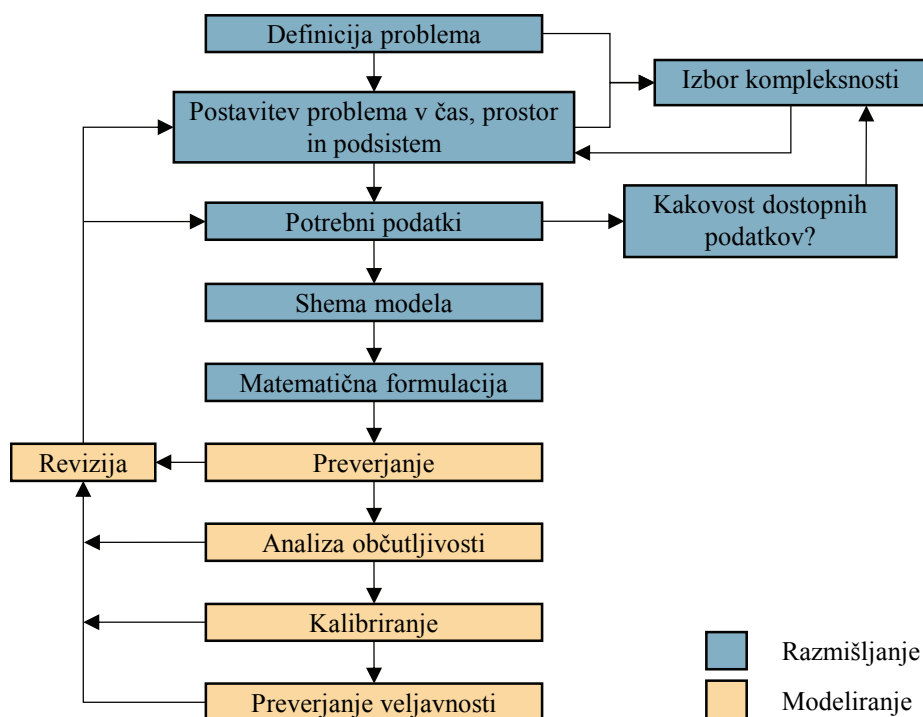 Definicija problema
Izbor kompleksnosti
Postavitev problema v čas, prostor
in podsistem
Potrebni podatki
Kakovost dostopnih
podatkov?
Shema modela
Matematična formulacija
Revizija
Preverjanje
Analiza občutljivosti
Kalibriranje
Preverjanje veljavnosti
Razmišljanje
Modeliranje